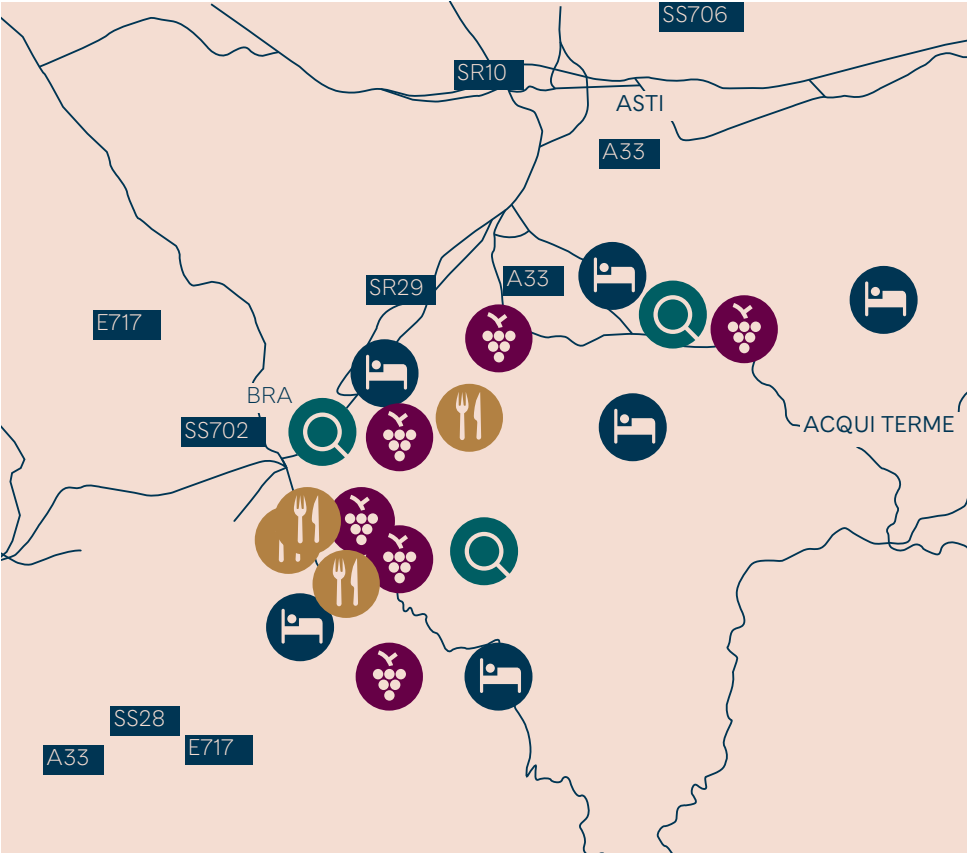 SS706
SR10
ASTI
A33
A33
SR29
E717
BRA
SS702
ACQUI TERME
SS28
E717
A33